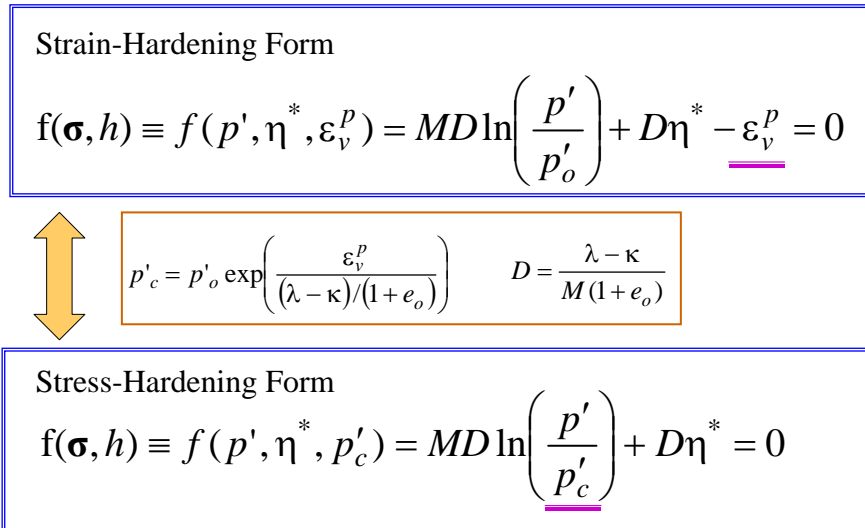 Strain-Hardening Form
f(σ, h) ≡ f(p', η*, ε_v^p) = MD ln(p′/p′_o) + Dη* − ε_v^p = 0
p'_c = p'_o exp(ε_v^p/((λ − κ)/(1 + e_o))) D = (λ − κ)/(M(1 + e_o))
Stress-Hardening Form
f(σ, h) ≡ f(p', η*, p′_c) = MD ln(p′/p′_c) + Dη* = 0